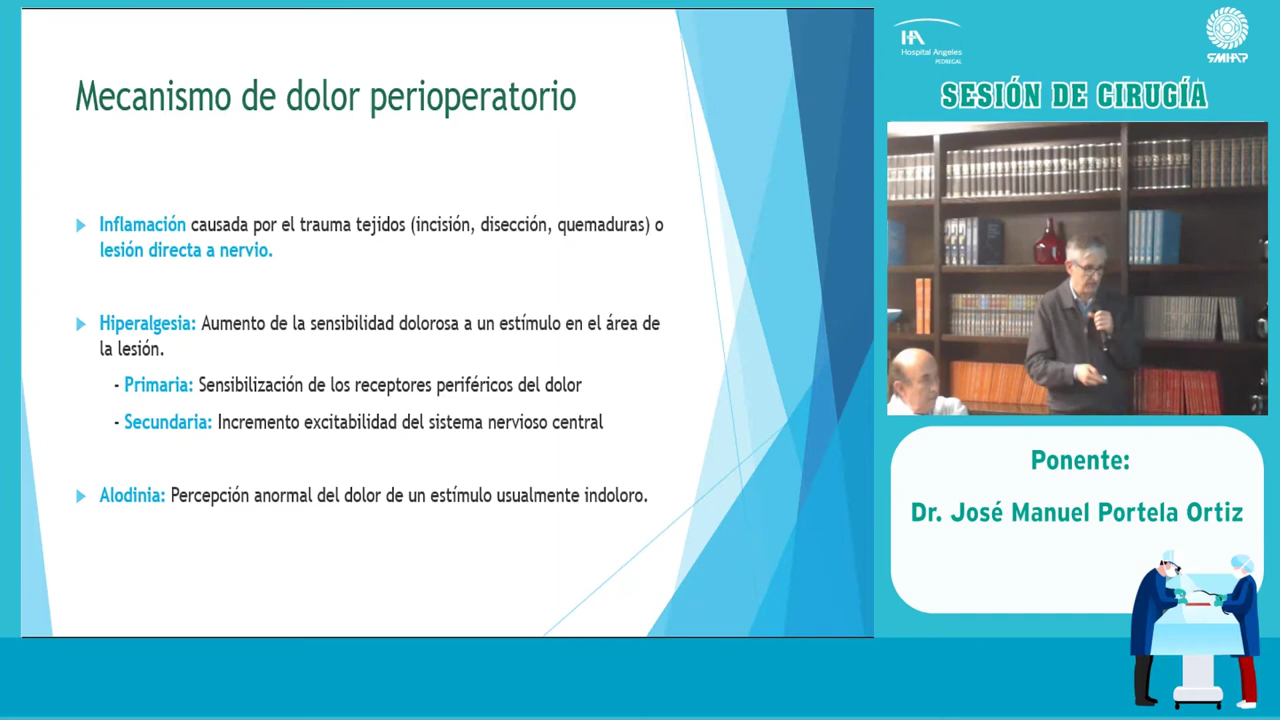 Mecanismo de dolor perioperatorio
Inflamación causada por el trauma tejidos (incisión, disección, quemaduras) o
lesión directa a nervio.
Hiperalgesia: Aumento de la sensibilidad dolorosa a un estímulo en el área de
la lesión.
- Primaria: Sensibilización de los receptores periféricos del dolor
- Secundaria: Incremento excitabilidad del sistema nervioso central
Alodinia: Percepción anormal del dolor de un estímulo usualmente indoloro.
HA
Hospital Angeles
PEDREGAL
SMHAP
SESIÓN DE CIRUGÍA
Ponente:
Dr. José Manuel Portela Ortiz